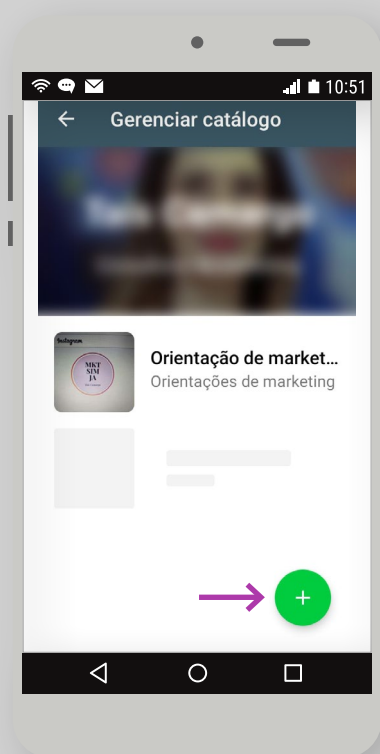 10:51
Gerenciar catálogo
Instagram
MKT
SIM
JA
Orientação de market...
Orientações de marketing